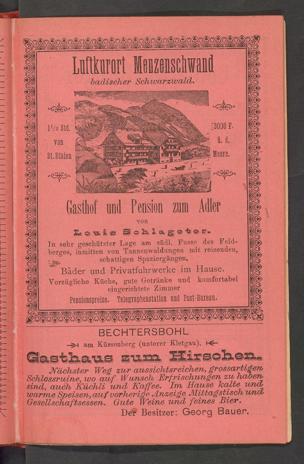 Luftkurort Menzenschwand
badischer Schwarzwald.
1½ Std.
von
St. Blasien
3000 F.
ü. d.
Meere.
Gasthof und Pension zum Adler
von
Louis Schlageter.
In sehr geschützter Lage am südl. Fusse des Feld-
berges, inmitten von Tannenwaldungen mit reizenden,
schattigen Spaziergängen,
Bäder und Privatfuhrwerke im Hause.
Vorzügliche Küche, gute Getränke und komfortabel
eingerichtete Zimmer
Pensionspreise. Telegraphenstation und Post-Bureau.
BECHTERSBOHL
am Küssenberg (unterer Kletgau).
Gasthaus zum Hirschen.
Nächster Weg zur aussichtsreichen, grossartigen
Schlossruine, wo auf Wunsch Erfrischungen zu haben
sind, auch Küchli und Kaffee. Im Hause kalte und
warme Speisen, auf vorherige Anzeige Mittagstisch und
Gesellschaftsessen. Gute Weine und feines Bier.
Der Besitzer: Georg Bauer.